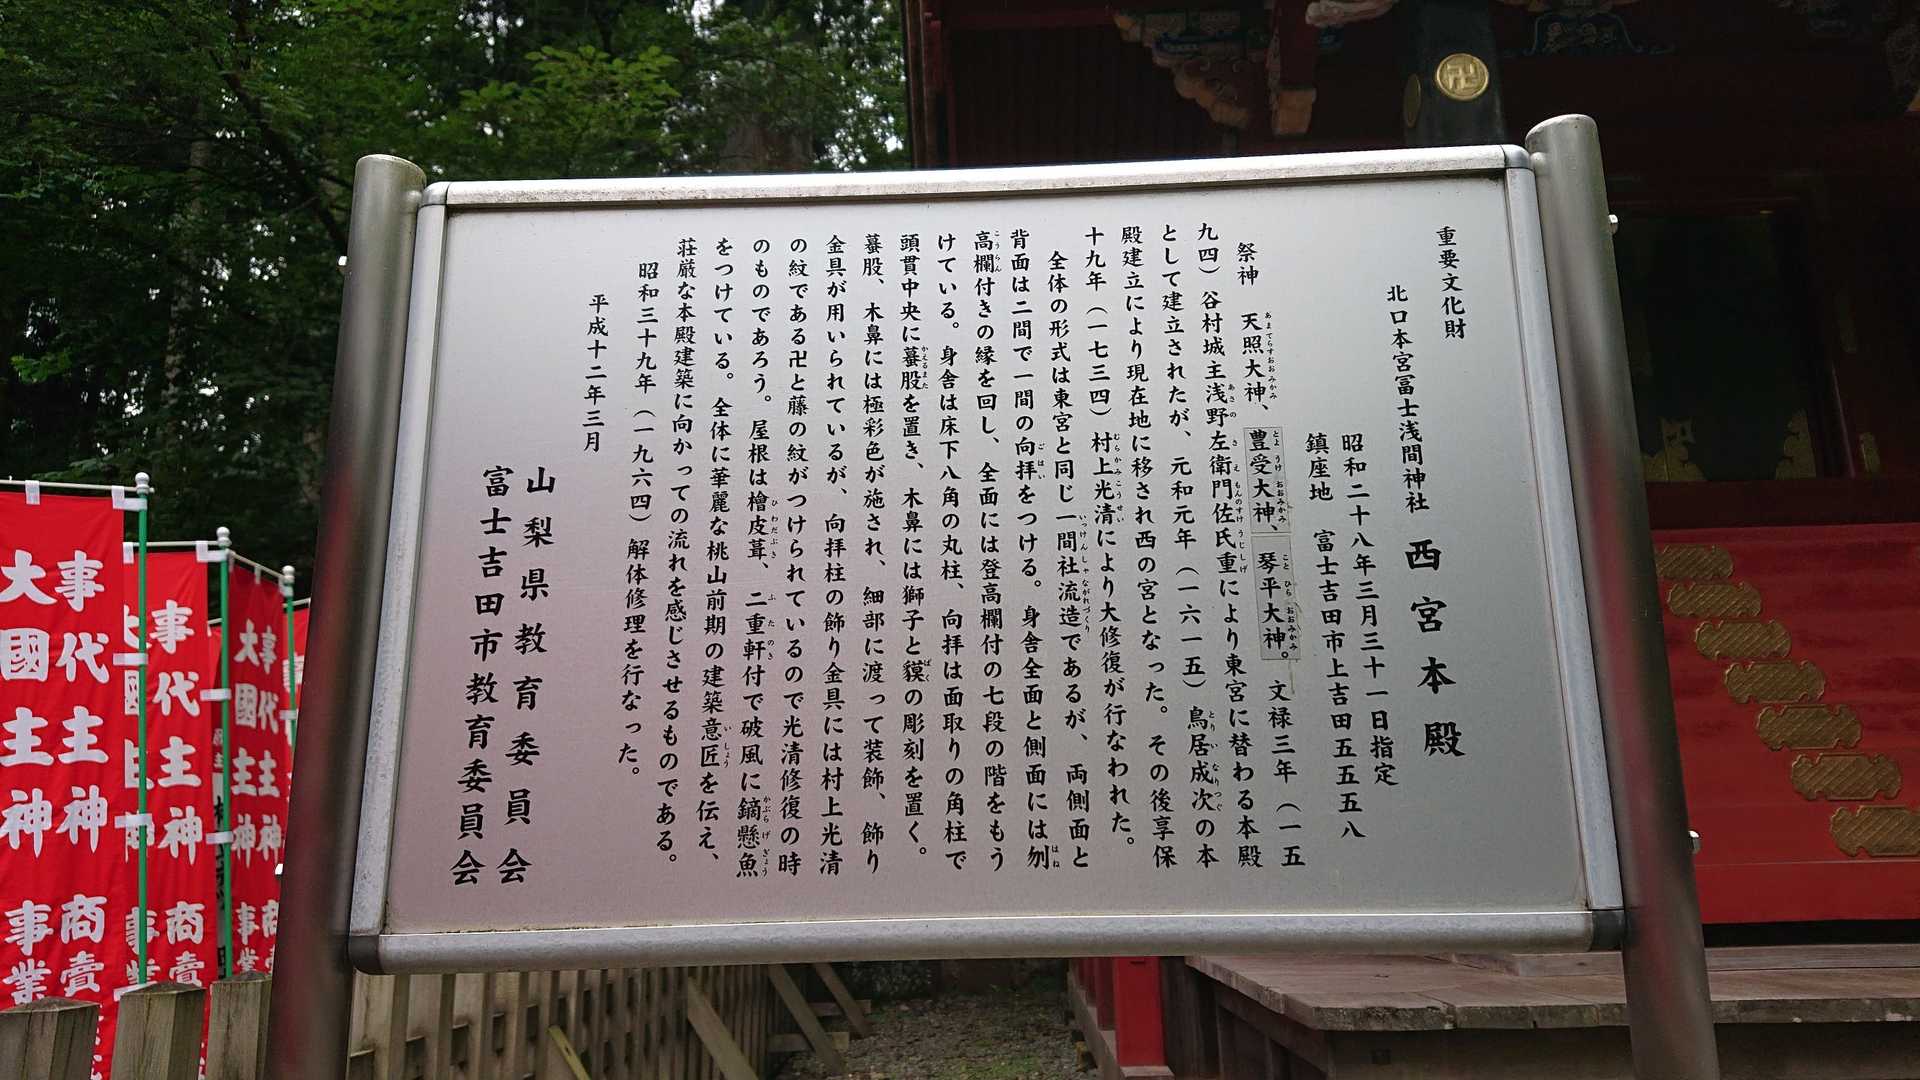 重要文化財
北口本宮冨士浅間神社 西宮本殿
昭和二十八年三月三十一日指定
鎮座地 富士吉田市上吉田五五五八
祭神 天照大神、豊受大神、琴平大神。文禄三年(一五
九四)谷村城主浅野左衛門佐氏重により東宮に替わる本殿
として建立されたが、元和元年(一六一五)鳥居成次の本
殿建立により現在地に移され西の宮となった。その後享保
十九年(一七三四)村上光清により大修復が行なわれた。
全体の形式は東宮と同じ一間社流造であるが、両側面と
背面は二間で一間の向拝をつける。身舎全面と側面には刎
高欄付きの縁を回し、全面には登高欄付の七段の階をもう
けている。身舎は床下八角の丸柱、向拝は面取りの角柱で
頭貫中央に蟇股を置き、木鼻には獅子と獏の彫刻を置く。
蟇股、木鼻には極彩色が施され、細部に渡って装飾、飾り
金具が用いられているが、向拝柱の飾り金具には村上光清
の紋である卍と藤の紋がつけられているので光清修復の時
のものであろう。屋根は檜皮葺、二重軒付で破風に鏑懸魚
をつけている。全体に華麗な桃山前期の建築意匠を伝え、
荘厳な本殿建築に向かっての流れを感じさせるものである。
昭和三十九年(一九六四)解体修理を行なった。
平成十二年三月
山梨県教育委員会
富士吉田市教育委員会
事代主神 商賣
大國主神 事業
事代主神 商賣
事代主神 商
大國主神 事業